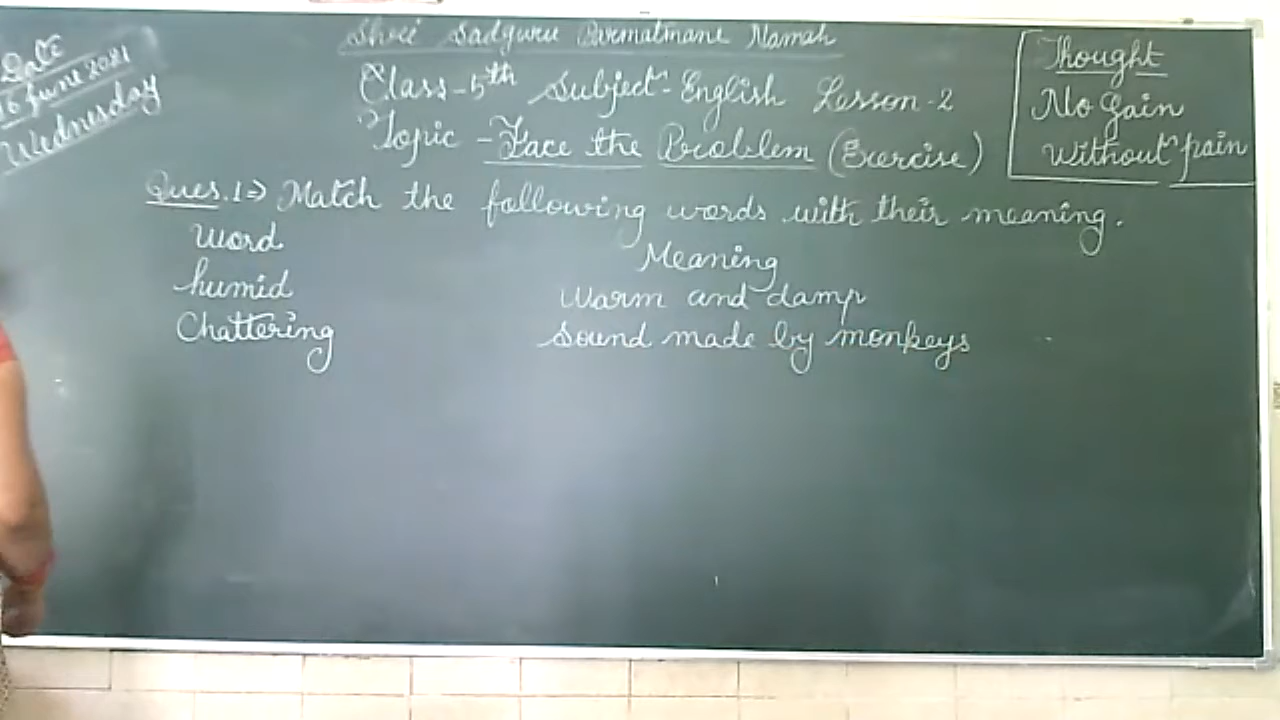 Date
16 June 2021
Wednesday
Shree Sadguru Parmatmane Namah
Class-5th Subject-English Lesson-2
Topic - Face the Problem (Exercise)
Thought
No Gain
Without pain
Ques.1=> Match the following words with their meaning.
Word Meaning
humid Warm and damp
Chattering Sound made by monkeys